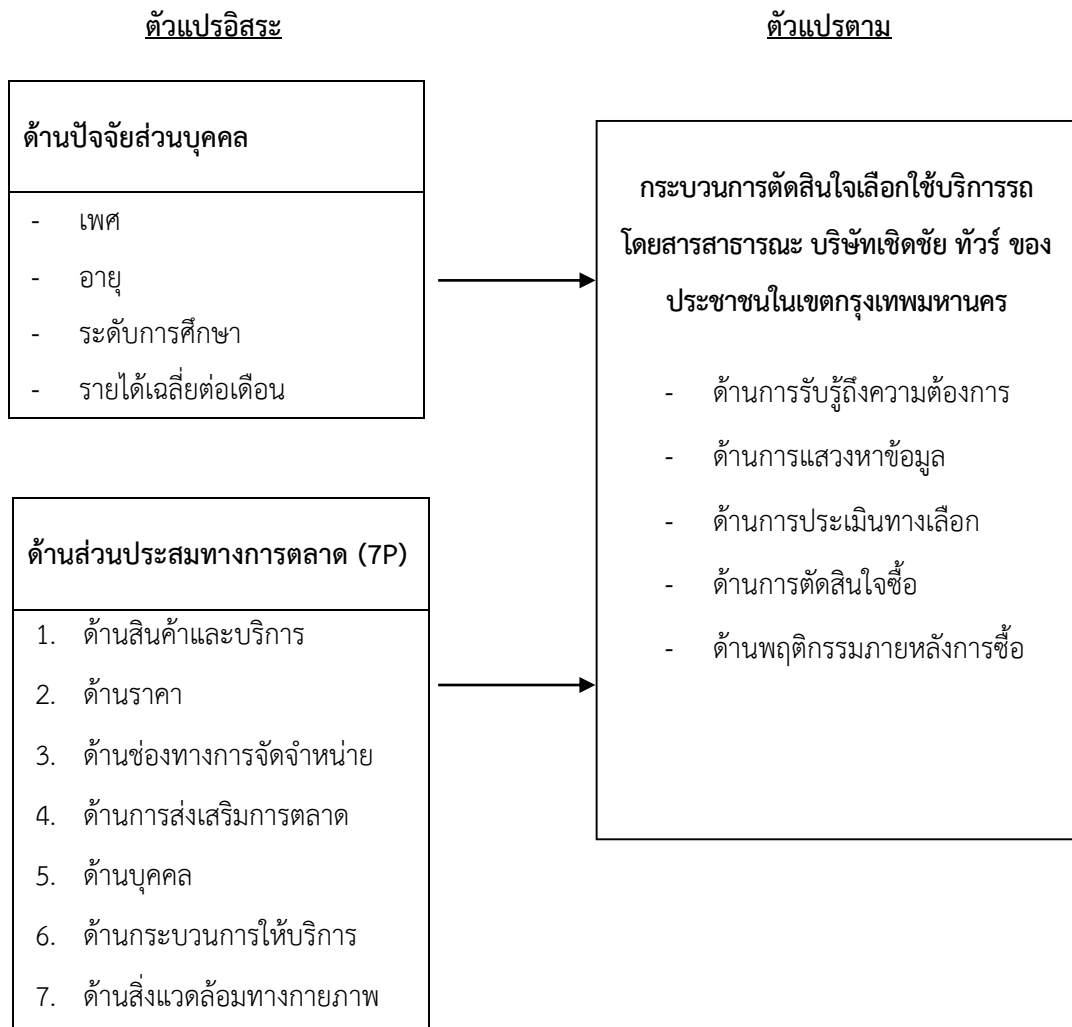 ตัวแปรอิสระ
ตัวแปรตาม
ด้านปัจจัยส่วนบุคคล
- เพศ
- อายุ
- ระดับการศึกษา
- รายได้เฉลี่ยต่อเดือน
ด้านส่วนประสมทางการตลาด (7P)
1. ด้านสินค้าและบริการ
2. ด้านราคา
3. ด้านช่องทางการจัดจำหน่าย
4. ด้านการส่งเสริมการตลาด
5. ด้านบุคคล
6. ด้านกระบวนการให้บริการ
7. ด้านสิ่งแวดล้อมทางกายภาพ
กระบวนการตัดสินใจเลือกใช้บริการรถ
โดยสารสาธารณะ บริษัทเชิดชัย ทัวร์ ของ
ประชาชนในเขตกรุงเทพมหานคร
- ด้านการรับรู้ถึงความต้องการ
- ด้านการแสวงหาข้อมูล
- ด้านการประเมินทางเลือก
- ด้านการตัดสินใจซื้อ
- ด้านพฤติกรรมภายหลังการซื้อ